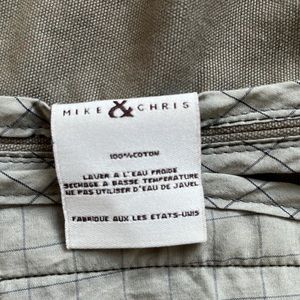 MIKE & CHRIS
100% COTON
LAVER A L'EAU FROIDE
SECHAGE A BASSE TEMPERATURE
NE PAS UTILISER D'EAU DE JAVEL
FABRIQUE AUX LES ETATS-UNIS